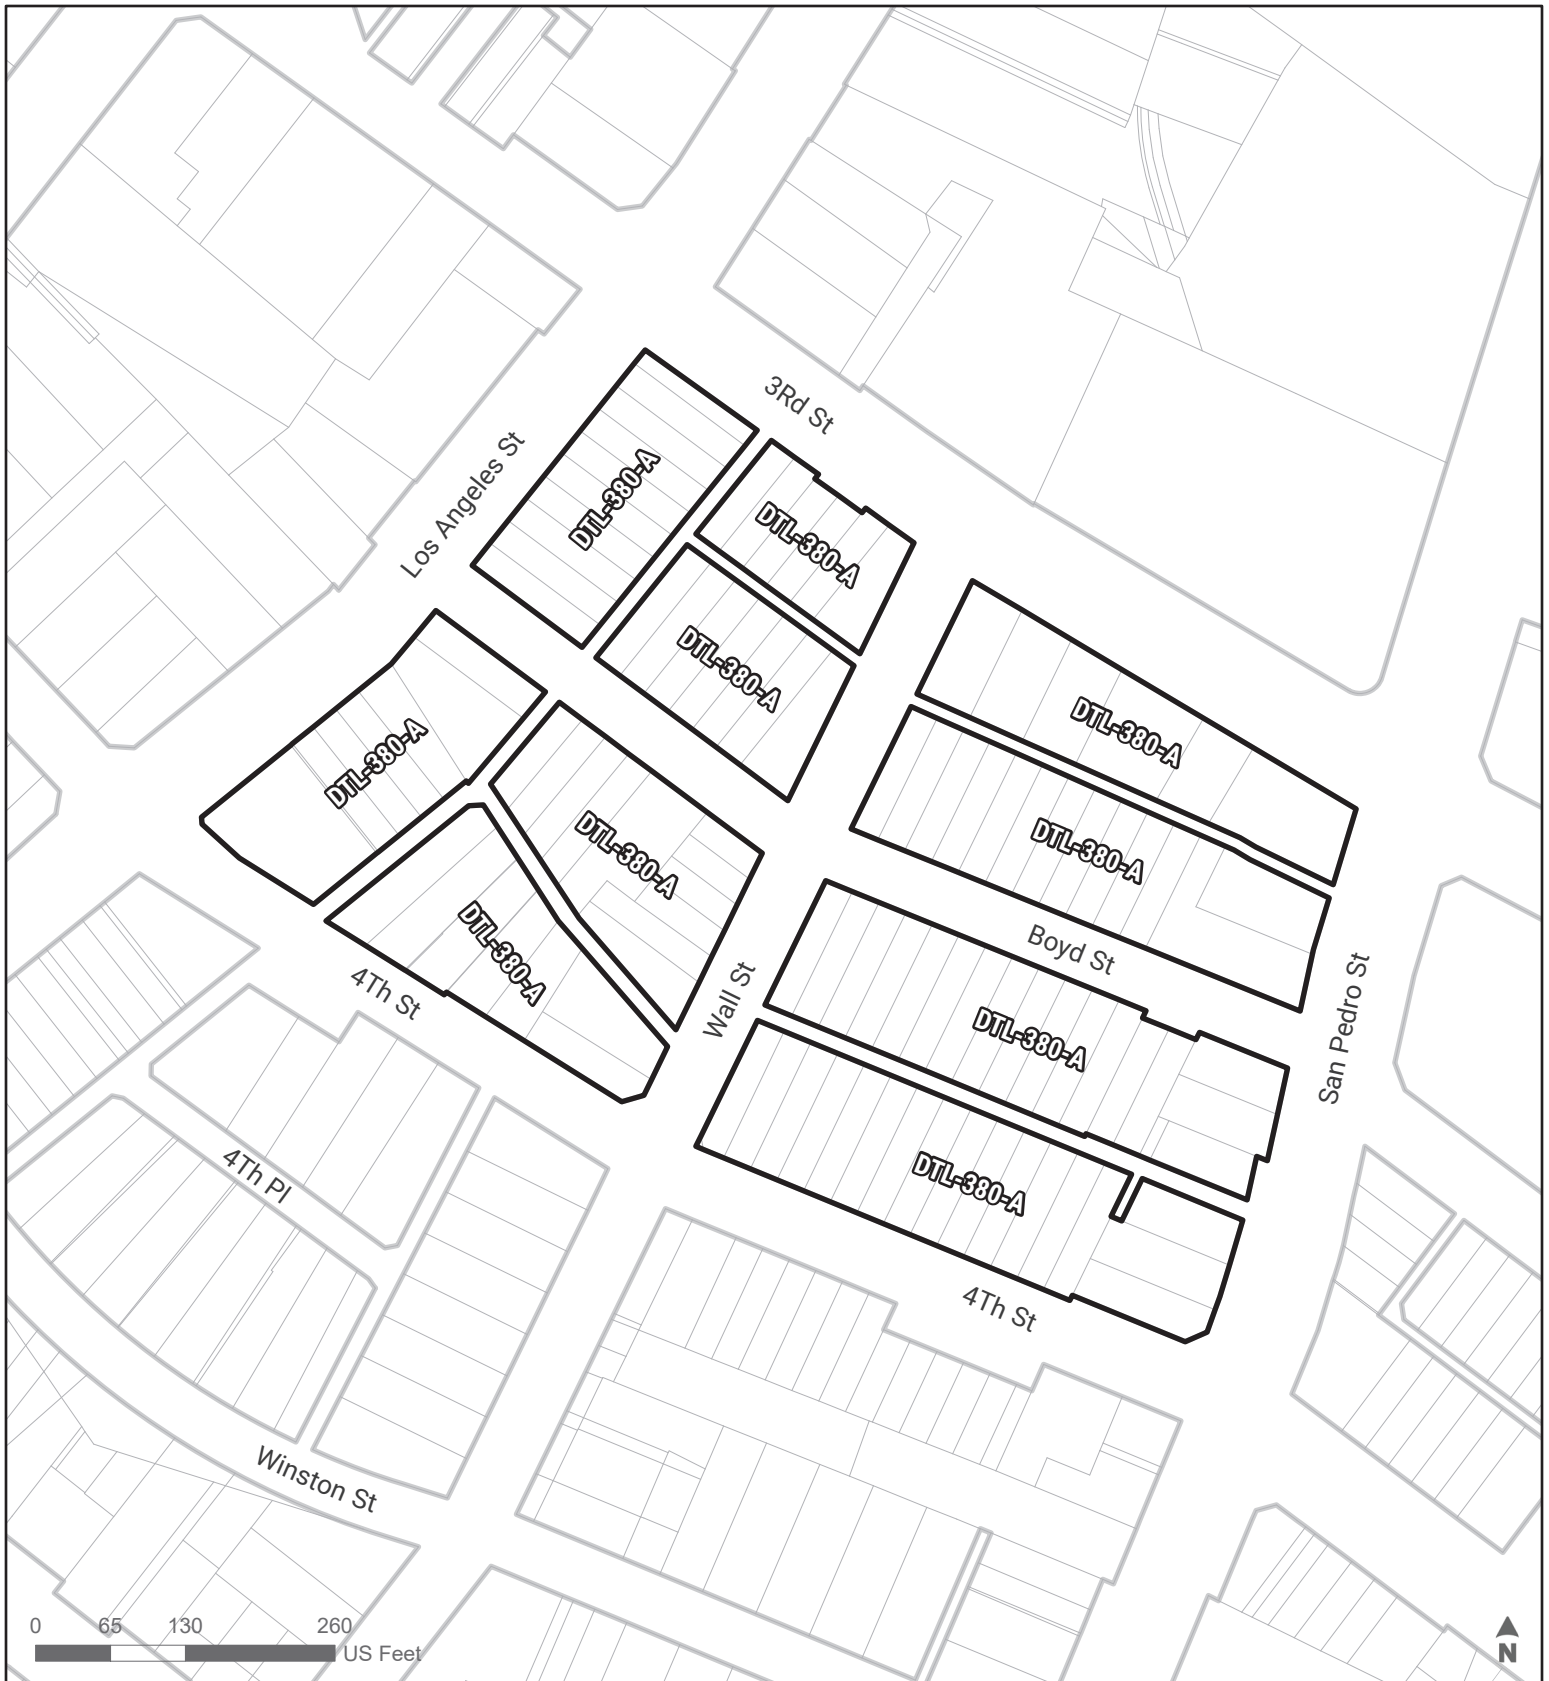 3Rd St
Los Angeles St
DTL-380-A
DTL-380-A
DTL-380-A
DTL-380-A
DTL-380-A
DTL-380-A
DTL-380-A
DTL-380-A
Boyd St
DTL-380-A
4Th St
Wall St
San Pedro St
DTL-380-A
4Th Pl
4Th St
Winston St
0 65 130 260
US Feet
N